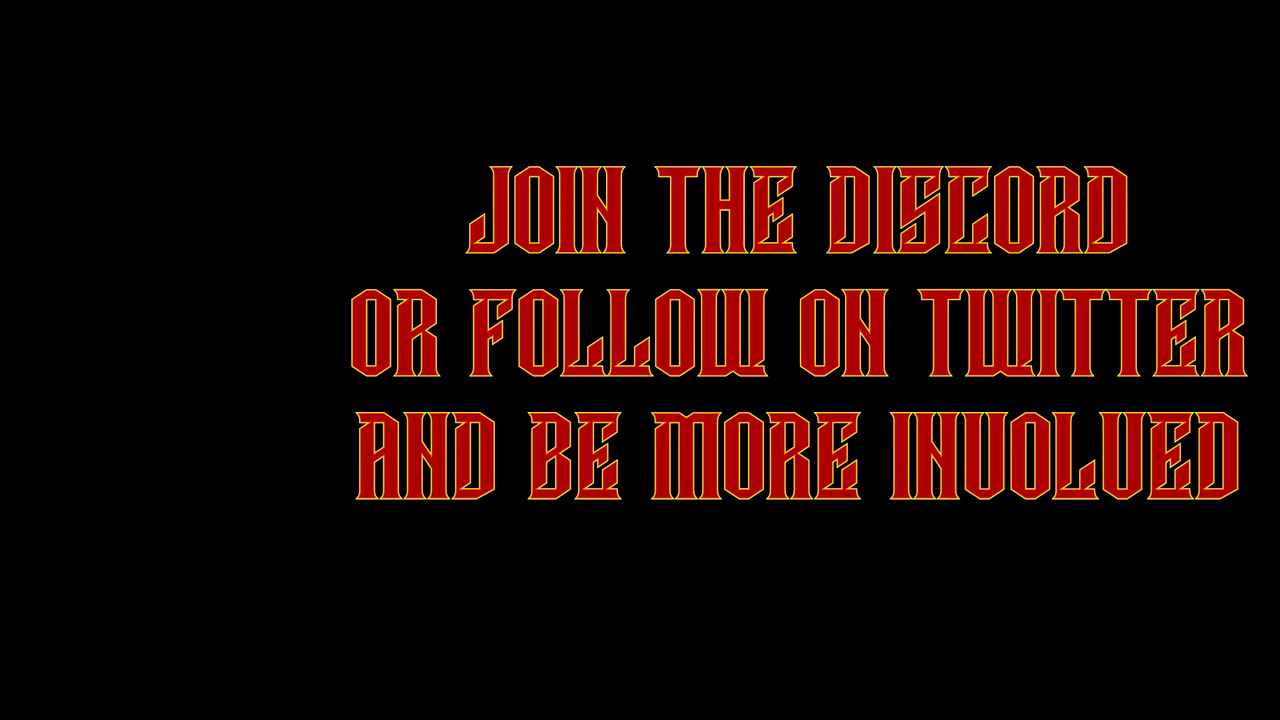 JOIN THE DISCORD
OR FOLLOW ON TWITTER
AND BE MORE INVOLVED